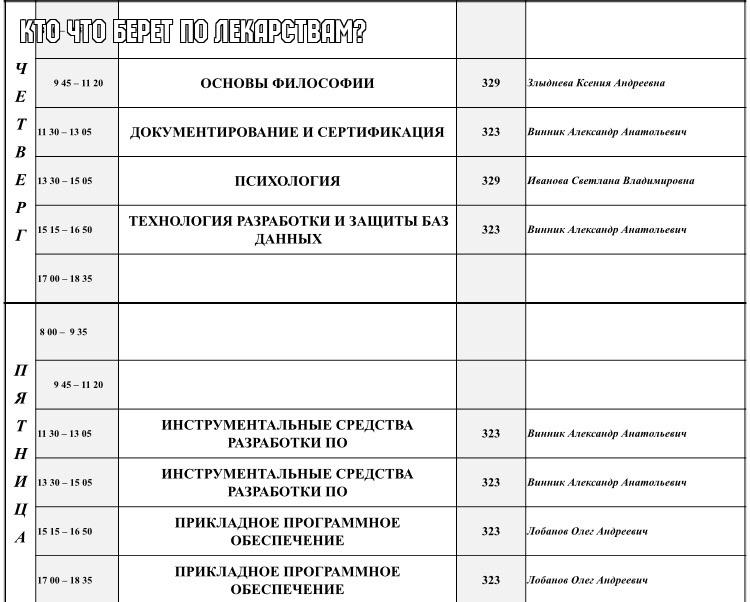 КТО ЧТО БЕРЕТ ПО ЛЕКАРСТВАМ?
ЧЕТВЕРГ
9 45 – 11 20 ОСНОВЫ ФИЛОСОФИИ 329 Злыднева Ксения Андреевна
11 30 – 13 05 ДОКУМЕНТИРОВАНИЕ И СЕРТИФИКАЦИЯ 323 Винник Александр Анатольевич
13 30 – 15 05 ПСИХОЛОГИЯ 329 Иванова Светлана Владимировна
15 15 – 16 50 ТЕХНОЛОГИЯ РАЗРАБОТКИ И ЗАЩИТЫ БАЗ
ДАННЫХ 323 Винник Александр Анатольевич
17 00 – 18 35
ПЯТНИЦА
8 00 – 9 35
9 45 – 11 20
11 30 – 13 05 ИНСТРУМЕНТАЛЬНЫЕ СРЕДСТВА
РАЗРАБОТКИ ПО 323 Винник Александр Анатольевич
13 30 – 15 05 ИНСТРУМЕНТАЛЬНЫЕ СРЕДСТВА
РАЗРАБОТКИ ПО 323 Винник Александр Анатольевич
15 15 – 16 50 ПРИКЛАДНОЕ ПРОГРАММНОЕ
ОБЕСПЕЧЕНИЕ 323 Лобанов Олег Андреевич
17 00 – 18 35 ПРИКЛАДНОЕ ПРОГРАММНОЕ
ОБЕСПЕЧЕНИЕ 323 Лобанов Олег Андреевич